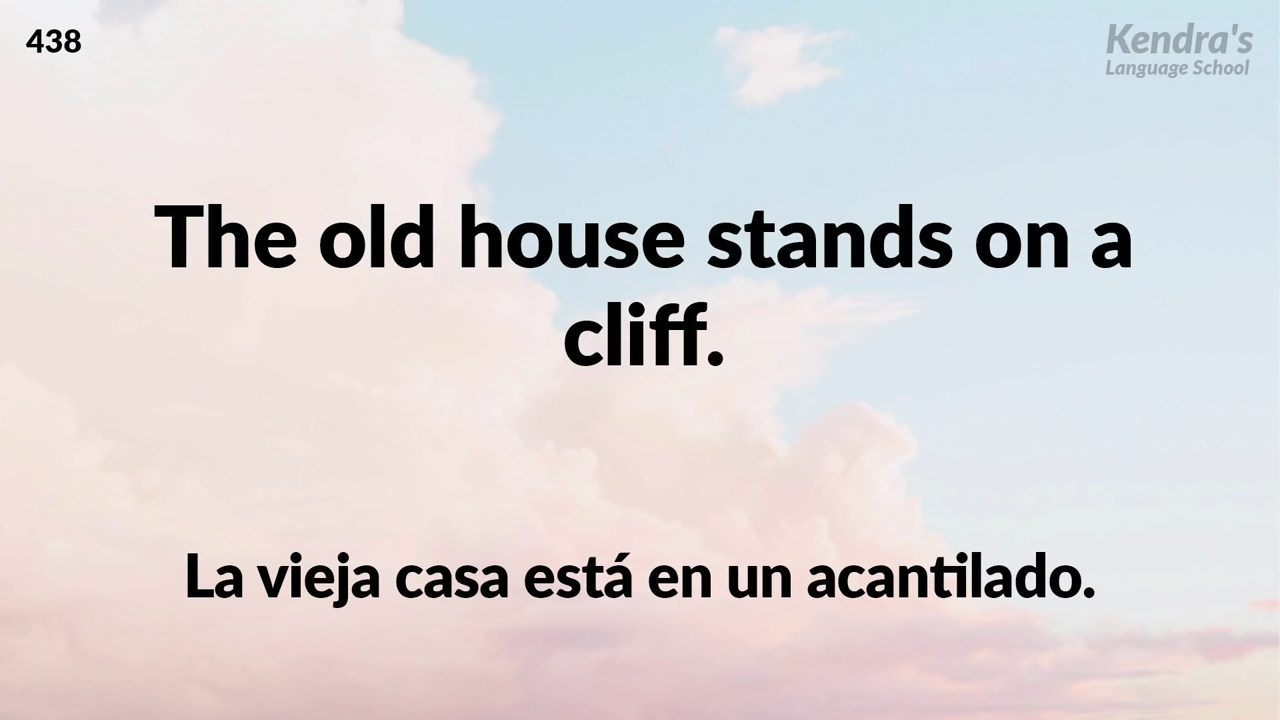 438
Kendra's
Language School
The old house stands on a
cliff.
La vieja casa está en un acantilado.